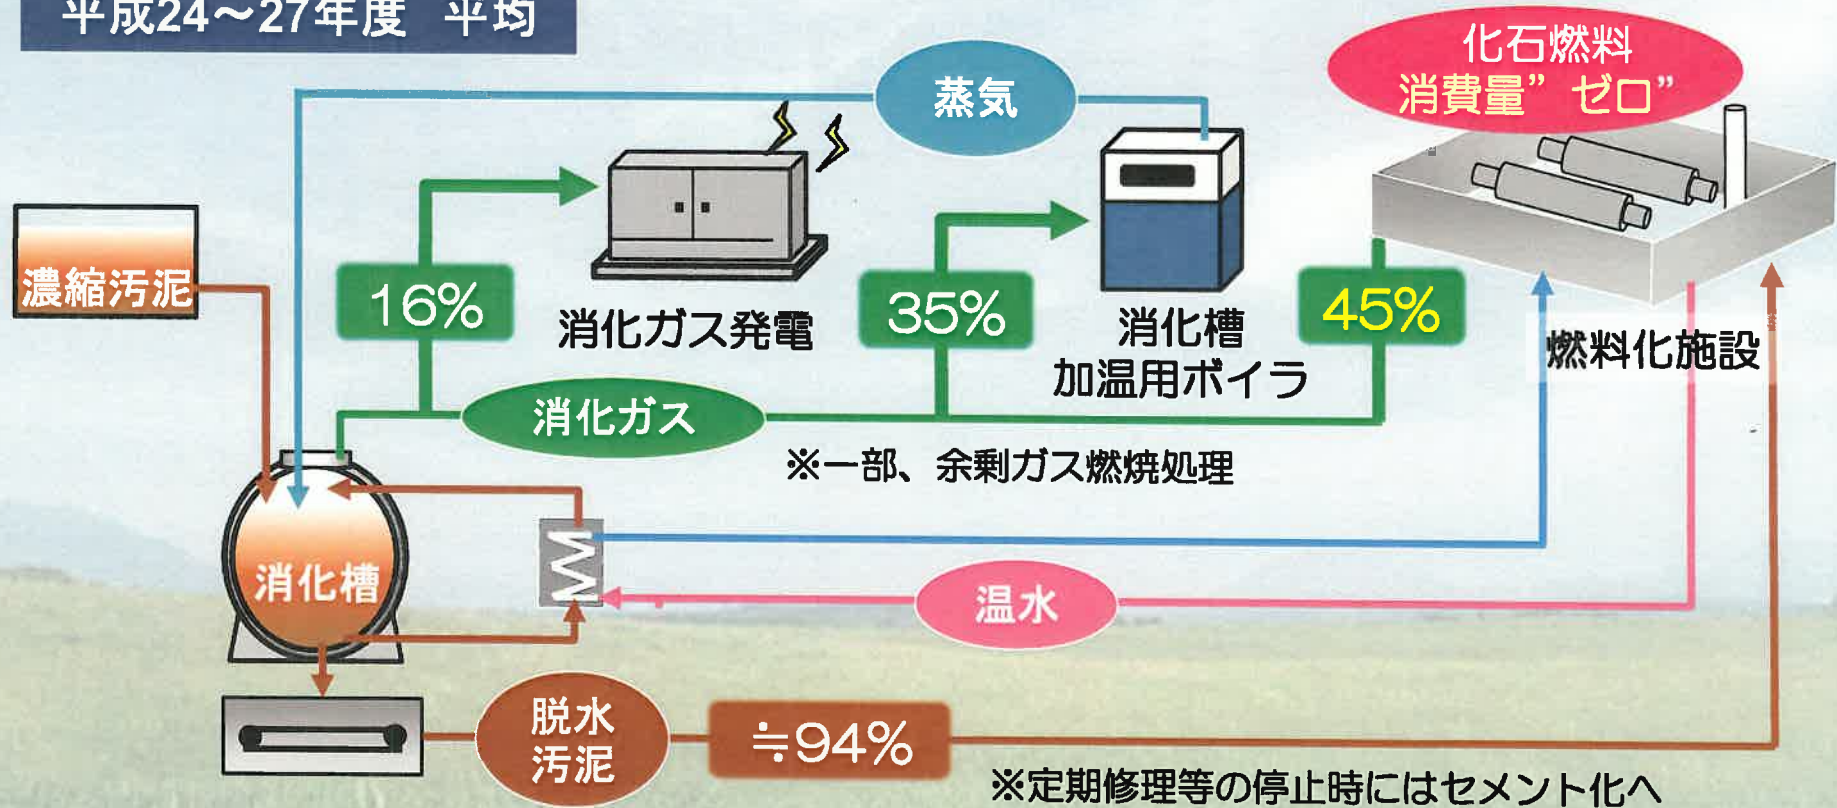 平成24～27年度 平均
化石燃料
消費量”ゼロ”
蒸気
濃縮汚泥
16%
消化ガス発電
35%
消化槽
加温用ボイラ
45%
燃料化施設
消化ガス
※一部、余剰ガス燃焼処理
消化槽
温水
脱水
汚泥
≒94%
※定期修理等の停止時にはセメント化へ